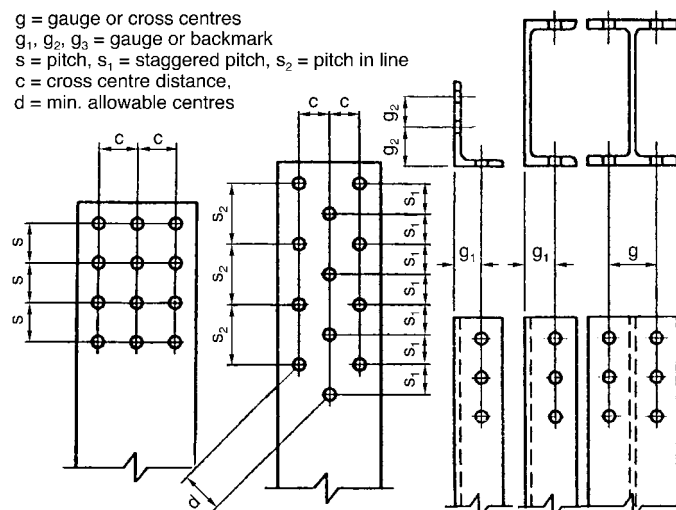 g = gauge or cross centres
g₁, g₂, g₃ = gauge or backmark
s = pitch, s₁ = staggered pitch, s₂ = pitch in line
c = cross centre distance,
d = min. allowable centres
c c
c c
s
s
s
s₂
s₂
s₂
s₁
s₁
s₁
s₁
s₁
s₁
s₁
d
g₂
g₂
g₁
g₁
g